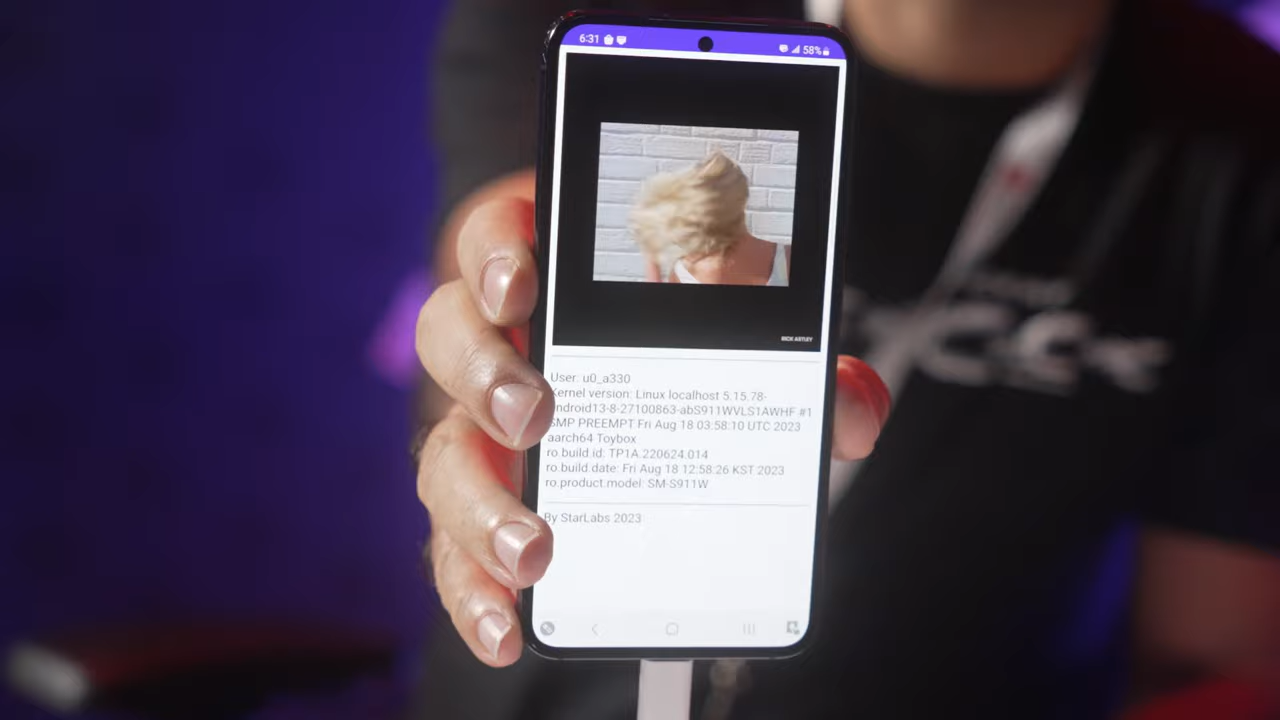 6:31
58%
RICK ASTLEY
User: u0_a330
Kernel version: Linux localhost 5.15.78-
android13-8-27100863-abS911WVLS1AWHF #1
SMP PREEMPT Fri Aug 18 03:58:10 UTC 2023
aarch64 Toybox
ro.build.id: TP1A.220624.014
ro.build.date: Fri Aug 18 12:58:26 KST 2023
ro.product.model: SM-S911W
By StarLabs 2023